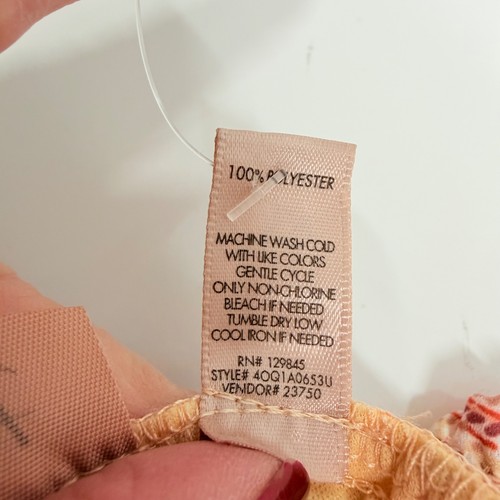 100% POLYESTER
MACHINE WASH COLD
WITH LIKE COLORS
GENTLE CYCLE
ONLY NON-CHLORINE
BLEACH IF NEEDED
TUMBLE DRY LOW
COOL IRON IF NEEDED
RN# 129845
STYLE# 4OQ1A0653U
VENDOR# 23750